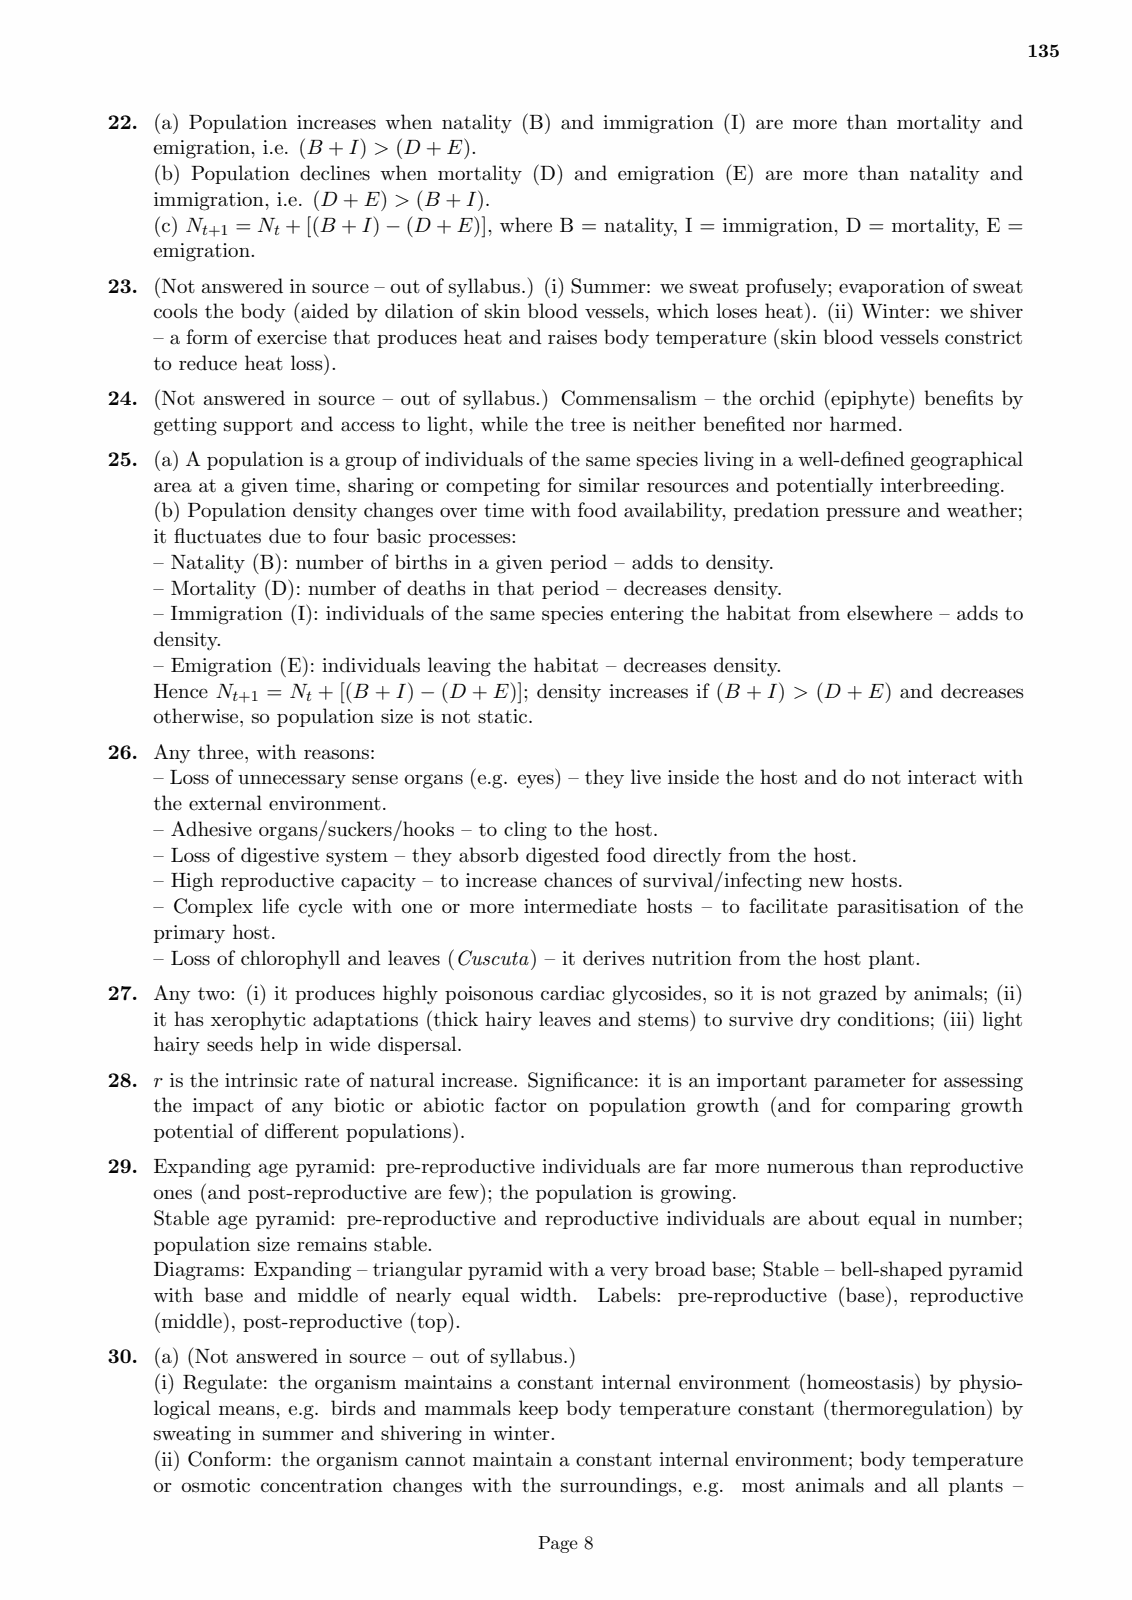 135
22. (a) Population increases when natality (B) and immigration (I) are more than mortality and
emigration, i.e. (B + I) > (D + E).
(b) Population declines when mortality (D) and emigration (E) are more than natality and
immigration, i.e. (D + E) > (B + I).
(c) Nt+1 = Nt + [(B + I) − (D + E)], where B = natality, I = immigration, D = mortality, E =
emigration.
23. (Not answered in source – out of syllabus.) (i) Summer: we sweat profusely; evaporation of sweat
cools the body (aided by dilation of skin blood vessels, which loses heat). (ii) Winter: we shiver
– a form of exercise that produces heat and raises body temperature (skin blood vessels constrict
to reduce heat loss).
24. (Not answered in source – out of syllabus.) Commensalism – the orchid (epiphyte) benefits by
getting support and access to light, while the tree is neither benefited nor harmed.
25. (a) A population is a group of individuals of the same species living in a well-defined geographical
area at a given time, sharing or competing for similar resources and potentially interbreeding.
(b) Population density changes over time with food availability, predation pressure and weather;
it fluctuates due to four basic processes:
– Natality (B): number of births in a given period – adds to density.
– Mortality (D): number of deaths in that period – decreases density.
– Immigration (I): individuals of the same species entering the habitat from elsewhere – adds to
density.
– Emigration (E): individuals leaving the habitat – decreases density.
Hence Nt+1 = Nt + [(B + I) − (D + E)]; density increases if (B + I) > (D + E) and decreases
otherwise, so population size is not static.
26. Any three, with reasons:
– Loss of unnecessary sense organs (e.g. eyes) – they live inside the host and do not interact with
the external environment.
– Adhesive organs/suckers/hooks – to cling to the host.
– Loss of digestive system – they absorb digested food directly from the host.
– High reproductive capacity – to increase chances of survival/infecting new hosts.
– Complex life cycle with one or more intermediate hosts – to facilitate parasitisation of the
primary host.
– Loss of chlorophyll and leaves (Cuscuta) – it derives nutrition from the host plant.
27. Any two: (i) it produces highly poisonous cardiac glycosides, so it is not grazed by animals; (ii)
it has xerophytic adaptations (thick hairy leaves and stems) to survive dry conditions; (iii) light
hairy seeds help in wide dispersal.
28. r is the intrinsic rate of natural increase. Significance: it is an important parameter for assessing
the impact of any biotic or abiotic factor on population growth (and for comparing growth
potential of different populations).
29. Expanding age pyramid: pre-reproductive individuals are far more numerous than reproductive
ones (and post-reproductive are few); the population is growing.
Stable age pyramid: pre-reproductive and reproductive individuals are about equal in number;
population size remains stable.
Diagrams: Expanding – triangular pyramid with a very broad base; Stable – bell-shaped pyramid
with base and middle of nearly equal width. Labels: pre-reproductive (base), reproductive
(middle), post-reproductive (top).
30. (a) (Not answered in source – out of syllabus.)
(i) Regulate: the organism maintains a constant internal environment (homeostasis) by physio-
logical means, e.g. birds and mammals keep body temperature constant (thermoregulation) by
sweating in summer and shivering in winter.
(ii) Conform: the organism cannot maintain a constant internal environment; body temperature
or osmotic concentration changes with the surroundings, e.g. most animals and all plants –
Page 8